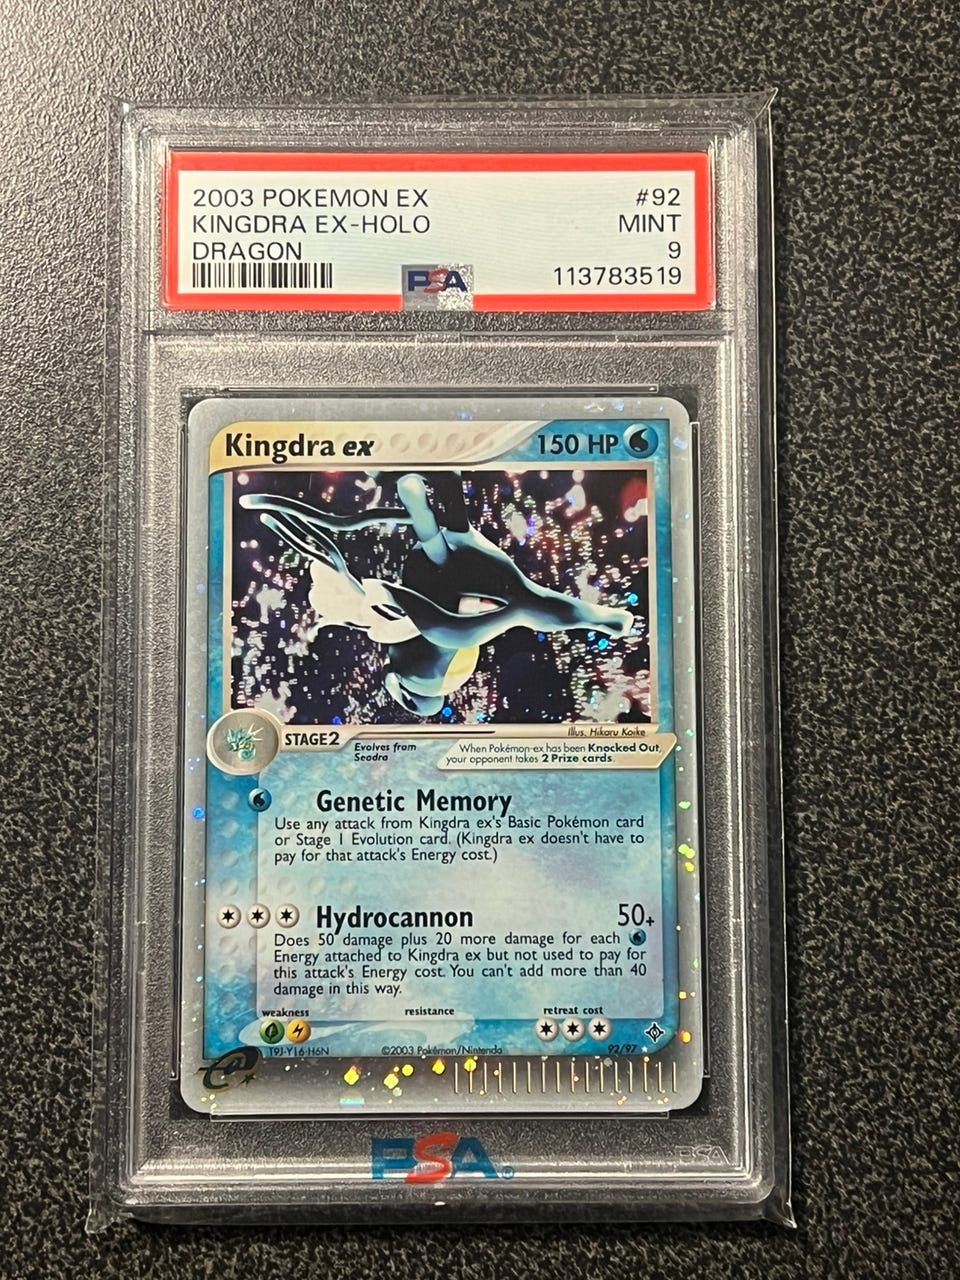 2003 POKEMON EX #92
KINGDRA EX-HOLO MINT
DRAGON 9
PSA 113783519
Kingdra ex 150 HP
Illus. Hikaru Koike
STAGE2 Evolves from Seadra
When Pokémon-ex has been Knocked Out,
your opponent takes 2 Prize cards.
Genetic Memory
Use any attack from Kingdra ex's Basic Pokémon card
or Stage 1 Evolution card. (Kingdra ex doesn't have to
pay for that attack's Energy cost.)
Hydrocannon 50+
Does 50 damage plus 20 more damage for each
Energy attached to Kingdra ex but not used to pay for
this attack's Energy cost. You can't add more than 40
damage in this way.
weakness resistance retreat cost
T9J-Y16-H6N ©2003 Pokémon/Nintendo 92/97
e
PSA®
PSA